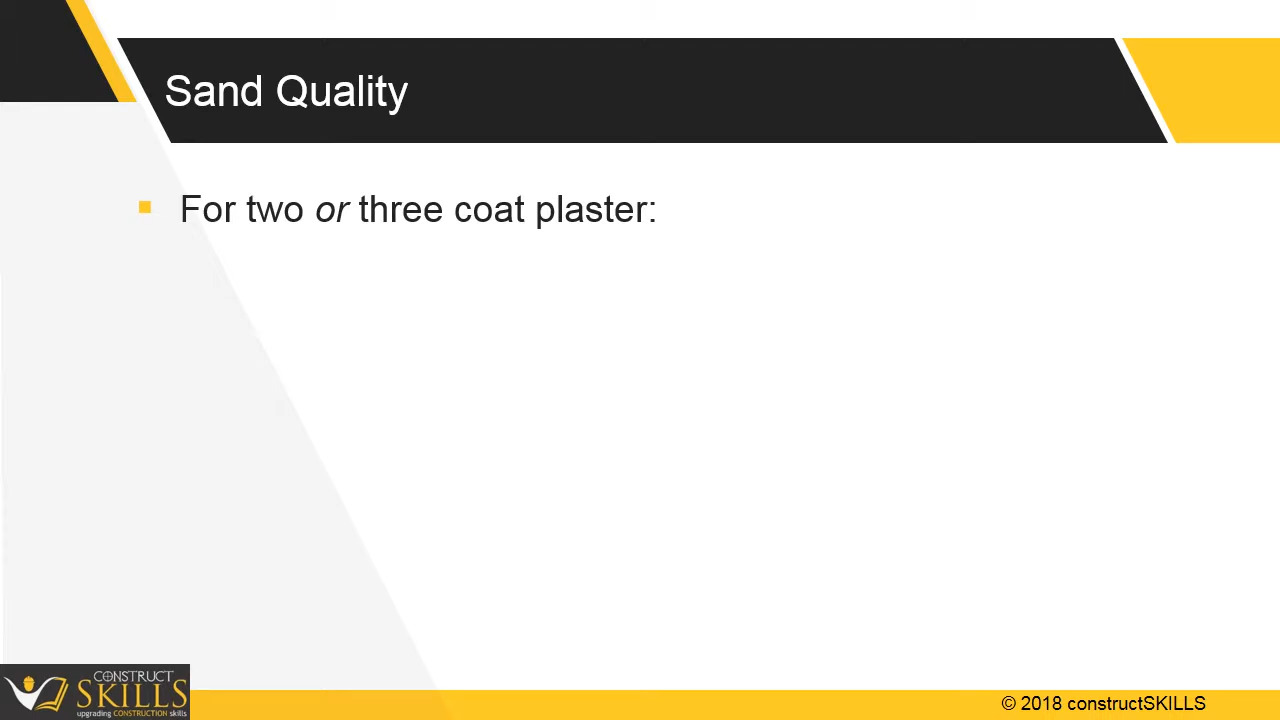 Sand Quality
For two or three coat plaster:
CONSTRUCT
SKILLS
upgrading CONSTRUCTION skills
© 2018 constructSKILLS